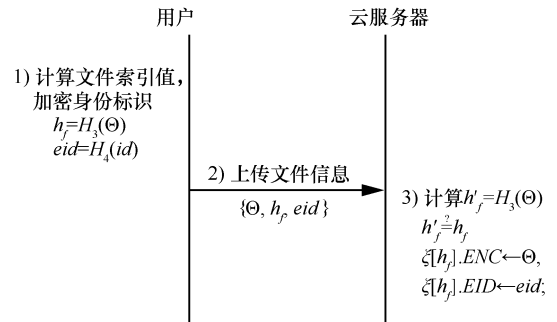 用户
云服务器
1) 计算文件索引值，
加密身份标识
h_f=H_3(Θ)
eid=H_4(id)
2) 上传文件信息
{Θ, h_f, eid}
3) 计算h'_f=H_3(Θ)
h'_f≟h_f
ξ[h_f].ENC←Θ,
ξ[h_f].EID←eid;